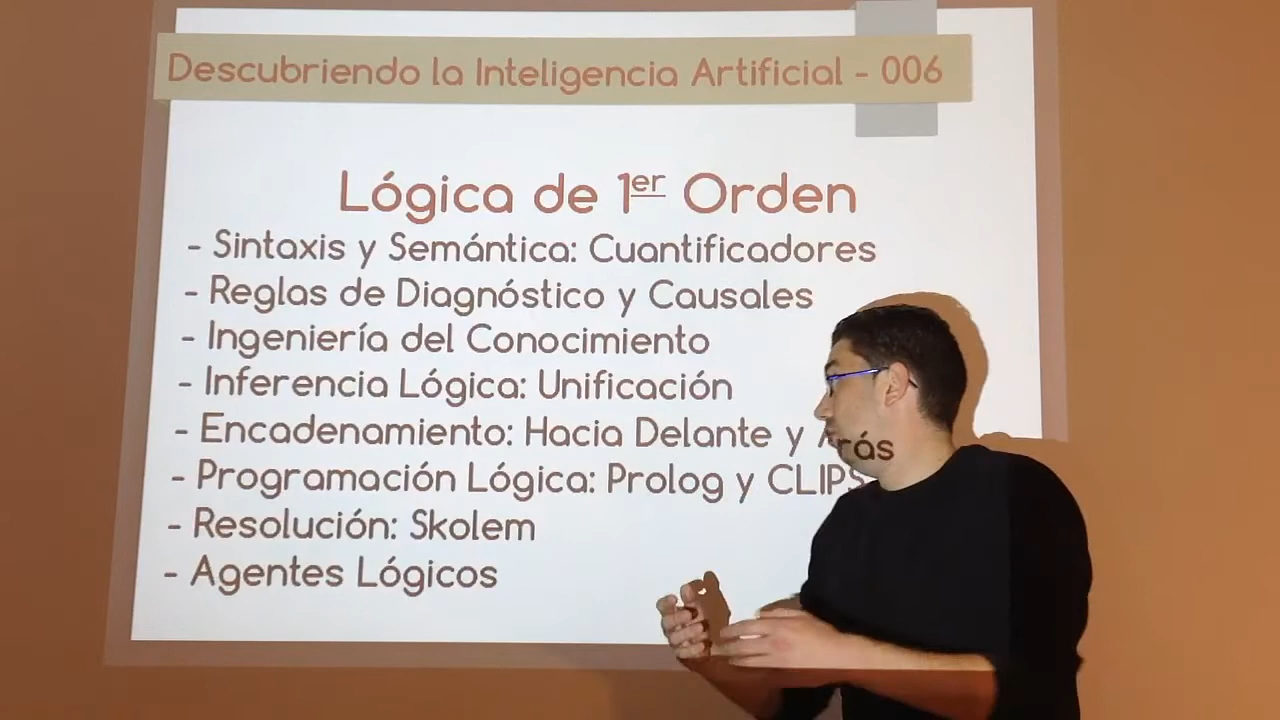 Descubriendo la Inteligencia Artificial - 006
Lógica de 1er Orden
- Sintaxis y Semántica: Cuantificadores
- Reglas de Diagnóstico y Causales
- Ingeniería del Conocimiento
- Inferencia Lógica: Unificación
- Encadenamiento: Hacia Delante y Atrás
- Programación Lógica: Prolog y CLIPS
- Resolución: Skolem
- Agentes Lógicos